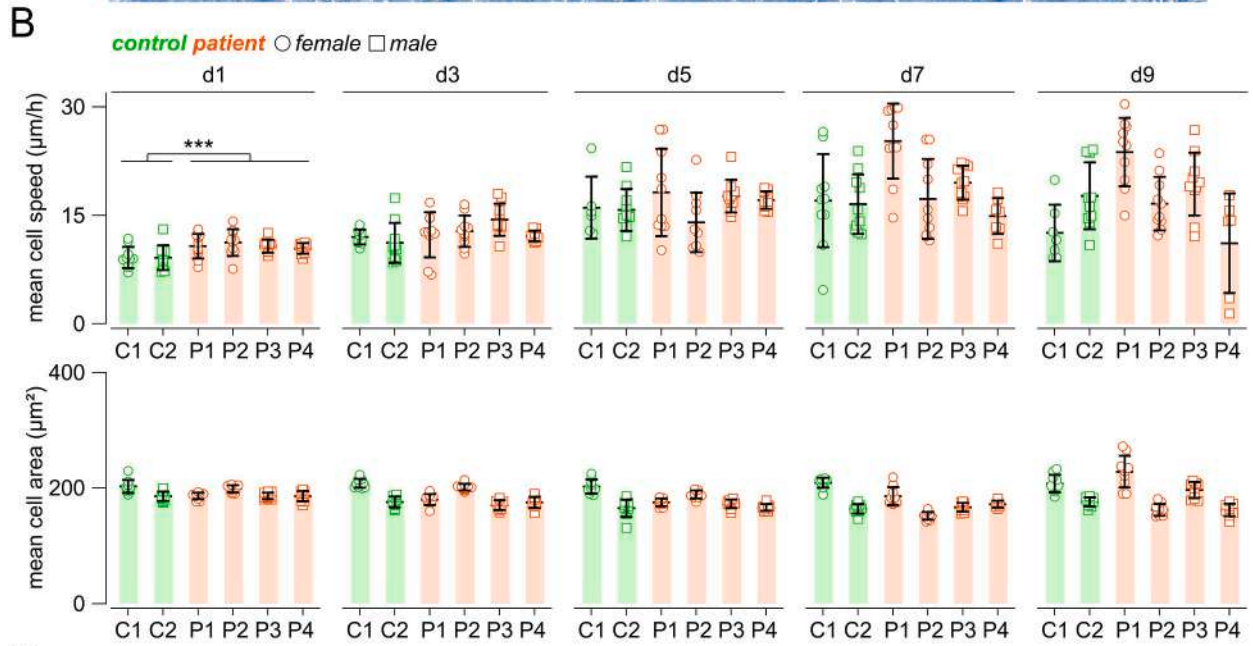 B
control patient ○ female □ male
d1 d3 d5 d7 d9
mean cell speed (µm/h)
30
15
0
***
C1 C2 P1 P2 P3 P4 C1 C2 P1 P2 P3 P4 C1 C2 P1 P2 P3 P4 C1 C2 P1 P2 P3 P4 C1 C2 P1 P2 P3 P4
mean cell area (µm²)
400
200
0
C1 C2 P1 P2 P3 P4 C1 C2 P1 P2 P3 P4 C1 C2 P1 P2 P3 P4 C1 C2 P1 P2 P3 P4 C1 C2 P1 P2 P3 P4